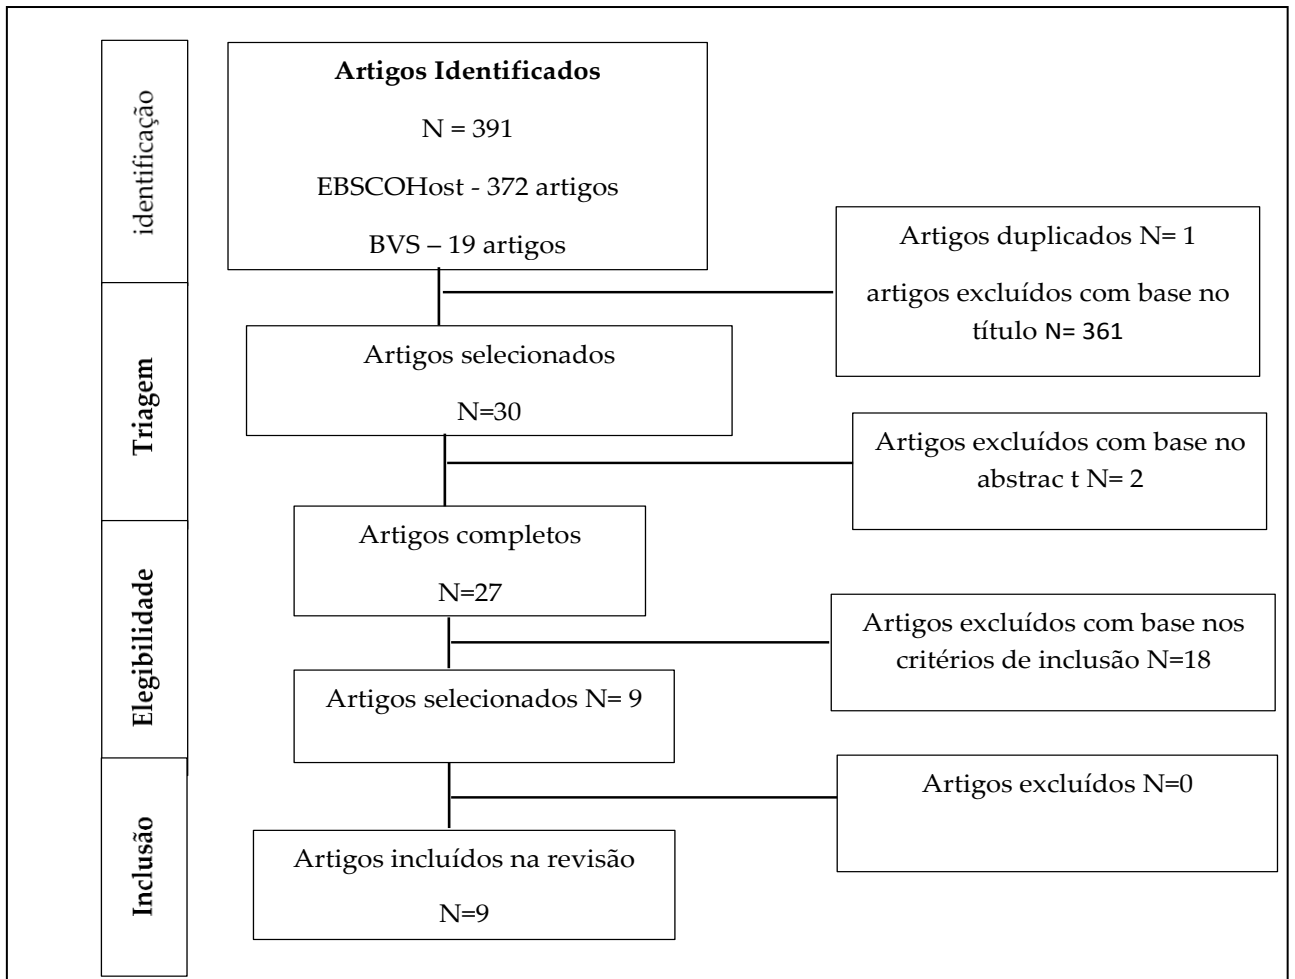 identificação
Artigos Identificados
N = 391
EBSCOHost - 372 artigos
BVS – 19 artigos
Artigos duplicados N= 1
artigos excluídos com base no
título N= 361
Triagem
Artigos selecionados
N=30
Artigos excluídos com base no
abstrac t N= 2
Elegibilidade
Artigos completos
N=27
Artigos excluídos com base nos
critérios de inclusão N=18
Artigos selecionados N= 9
Inclusão
Artigos excluídos N=0
Artigos incluídos na revisão
N=9